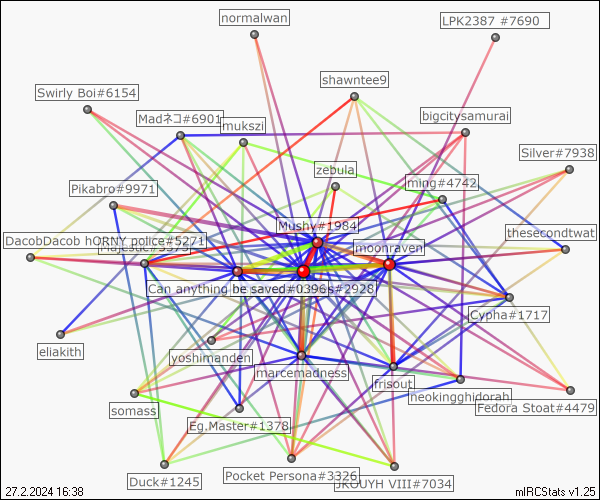 normalwan
LPK2387 #7690
shawntee9
Swirly Boi#6154
Madネコ#6901
mukszi
bigcitysamurai
Silver#7938
zebula
ming#4742
Pikabro#9971
Mushy#1984
thesecondtwat
DacobDacob hORNY police#5271
moonraven
Can anything be saved#0396
s#2928
Cypha#1717
eliakith
yoshimanden
marcemadness
frisout
neokingghidorah
Fedora Stoat#4479
somass
Eg.Master#1378
Duck#1245
Pocket Persona#3326
JKOUYH VIII#7034
27.2.2024 16:38
mIRCStats v1.25